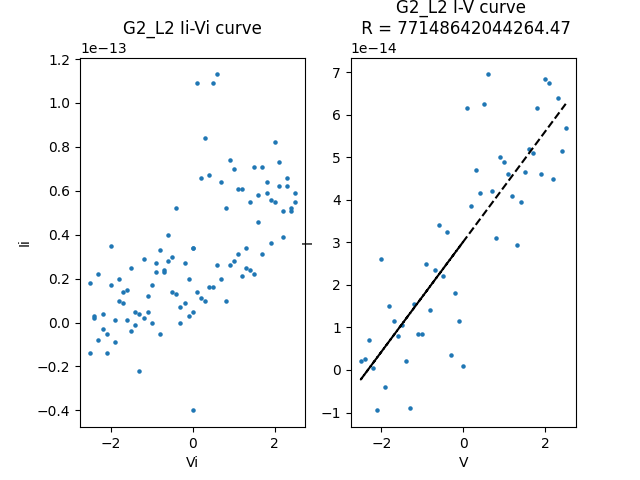 G2_L2 Ii-Vi curve
1e−13
1.2
1.0
0.8
0.6
0.4
0.2
0.0
−0.2
−0.4
Ii
−2
0
2
Vi
G2_L2 I-V curve
R = 77148642044264.47
1e−14
7
6
5
4
3
2
1
0
−1
I
−2
0
2
V